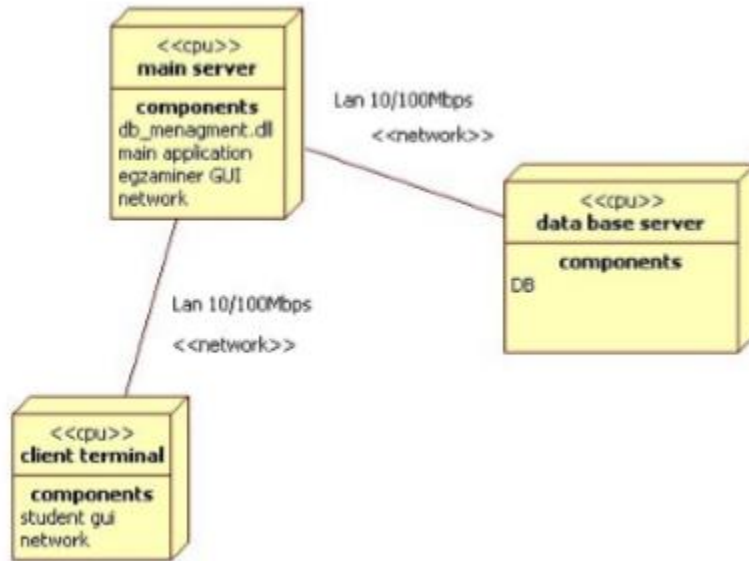 <<cpu>>
main server
components
db_menagment.dll
main application
egzaminer GUI
network
Lan 10/100Mbps
<<network>>
<<cpu>>
data base server
components
DB
Lan 10/100Mbps
<<network>>
<<cpu>>
client terminal
components
student gui
network